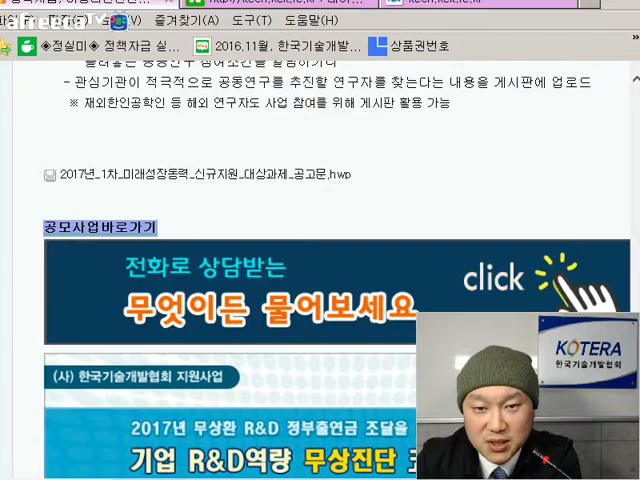 afreecaTV
즐겨찾기(A) 도구(T) 도움말(H)
◈정실미◈ 정책자금 실... 2016,11월, 한국기술개발... 상품권번호
- 관심기관이 적극적으로 공동연구를 추진할 연구자를 찾는다는 내용을 게시판에 업로드
※ 재외한인공학인 등 해외 연구자도 사업 참여를 위해 게시판 활용 가능
2017년_1차_미래성장동력_신규지원_대상과제_공고문,hwp
공모사업바로가기
전화로 상담받는
무엇이든 물어보세요
click
(사) 한국기술개발협회 지원사업
2017년 무상환 R&D 정부출연금 조달을
기업 R&D역량 무상진단
KOTERA
한국기술개발협회